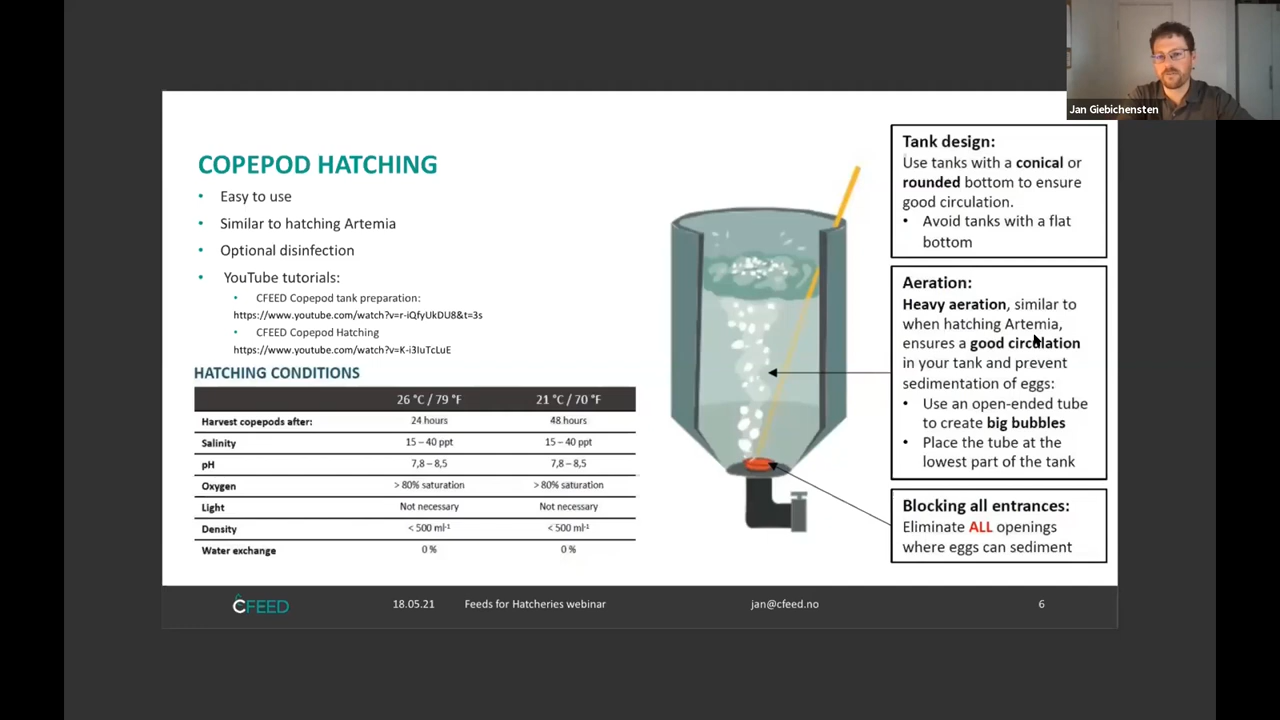 Jan Giebichensten
COPEPOD HATCHING
• Easy to use
• Similar to hatching Artemia
• Optional disinfection
• YouTube tutorials:
• CFEED Copepod tank preparation:
https://www.youtube.com/watch?v=r-iQfyUkDU8&t=3s
• CFEED Copepod Hatching
https://www.youtube.com/watch?v=K-i3IuTcLuE
HATCHING CONDITIONS
26 °C / 79 °F 21 °C / 70 °F
Harvest copepods after: 24 hours 48 hours
Salinity 15 – 40 ppt 15 – 40 ppt
pH 7,8 – 8,5 7,8 – 8,5
Oxygen > 80% saturation > 80% saturation
Light Not necessary Not necessary
Density < 500 ml-1 < 500 ml-1
Water exchange 0 % 0 %
Tank design:
Use tanks with a conical or
rounded bottom to ensure
good circulation.
• Avoid tanks with a flat
bottom
Aeration:
Heavy aeration, similar to
when hatching Artemia,
ensures a good circulation
in your tank and prevent
sedimentation of eggs:
• Use an open-ended tube
to create big bubbles
• Place the tube at the
lowest part of the tank
Blocking all entrances:
Eliminate ALL openings
where eggs can sediment
CFEED 18.05.21 Feeds for Hatcheries webinar jan@cfeed.no 6